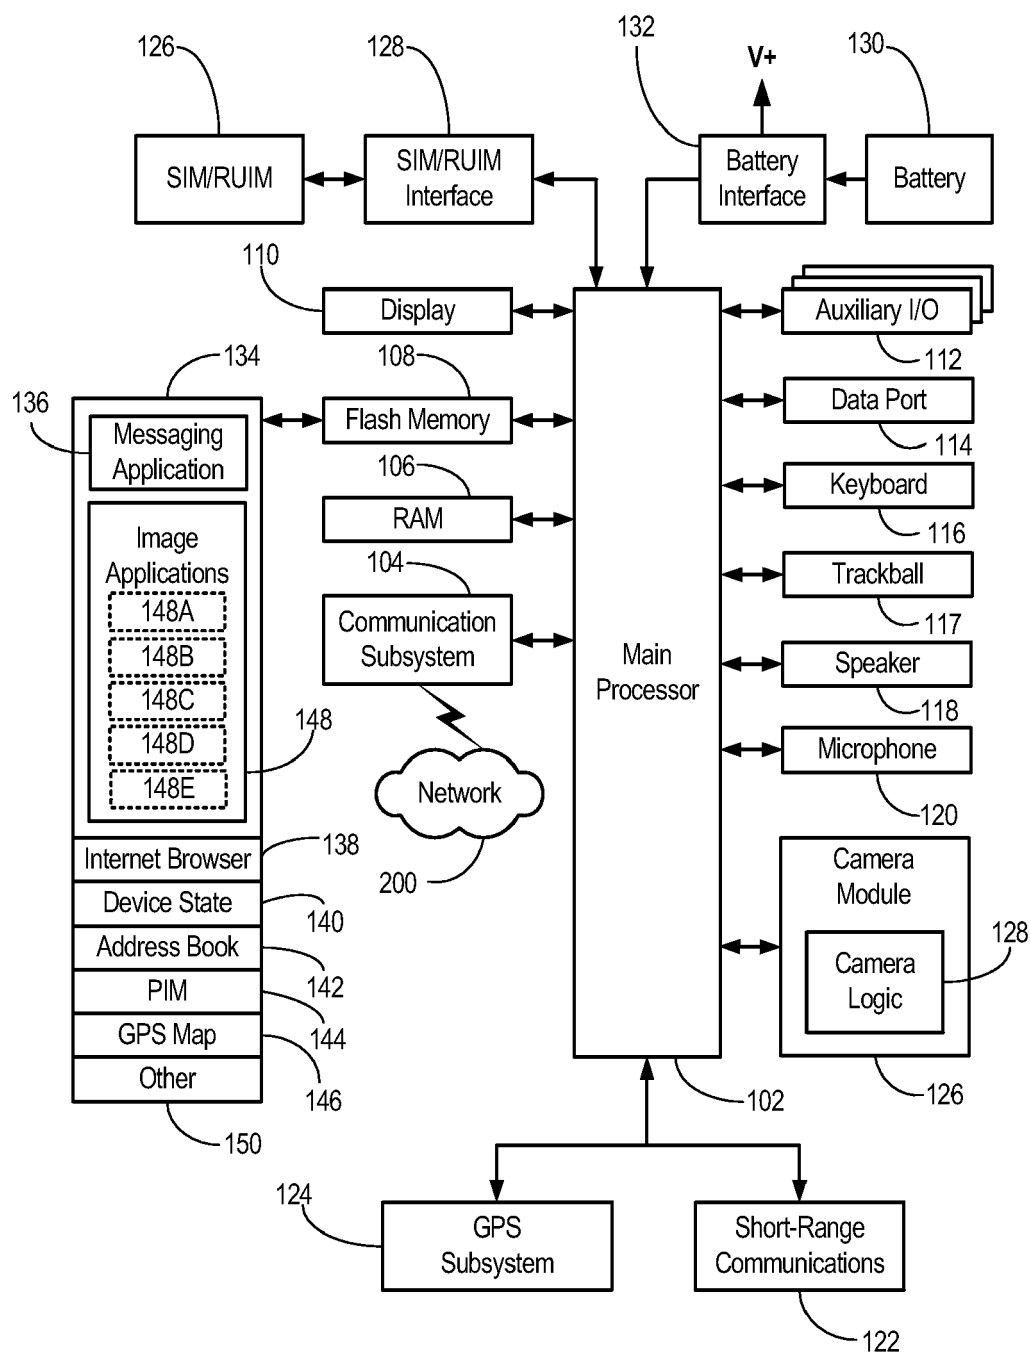 132
126
128
V+
130
SIM/RUIM
SIM/RUIM
Interface
Battery
Interface
Battery
110
Display
Auxiliary I/O
134
108
112
136
Messaging
Application
Flash Memory
Data Port
114
106
RAM
Keyboard
116
Image
Applications
148A
148B
148C
148D
148E
148
104
Communication
Subsystem
Trackball
117
Main
Processor
Speaker
118
Microphone
120
Network
200
Internet Browser
138
Device State
140
Address Book
142
PIM
144
GPS Map
146
Other
150
Camera
Module
Camera
Logic
128
126
102
124
GPS
Subsystem
Short-Range
Communications
122